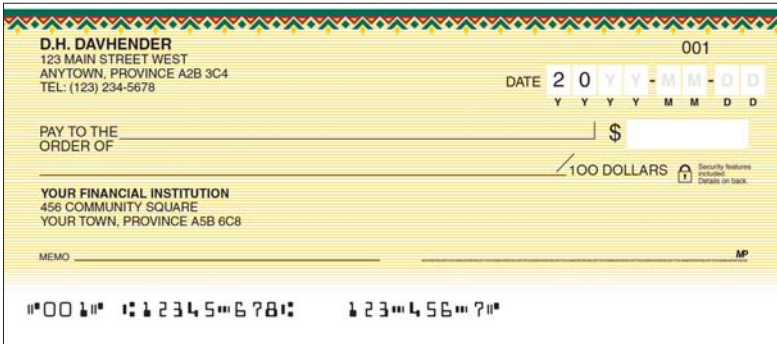 D.H. DAVHENDER
123 MAIN STREET WEST
ANYTOWN, PROVINCE A2B 3C4
TEL: (123) 234-5678
001
DATE 2 0 Y Y - M M - D D
Y Y Y Y M M D D
PAY TO THE
ORDER OF
$
/100 DOLLARS
Security features
included.
Details on back.
YOUR FINANCIAL INSTITUTION
456 COMMUNITY SQUARE
YOUR TOWN, PROVINCE A5B 6C8
MEMO
MP
⑈001⑈ ⑆12345⑉678⑆ 123⑉456⑉7⑈